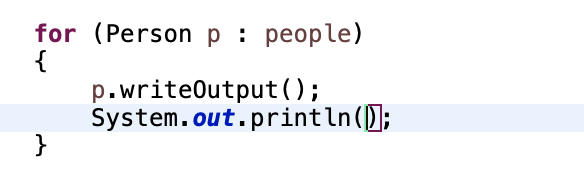 for (Person p : people)
{
    p.writeOutput();
    System.out.println();
}